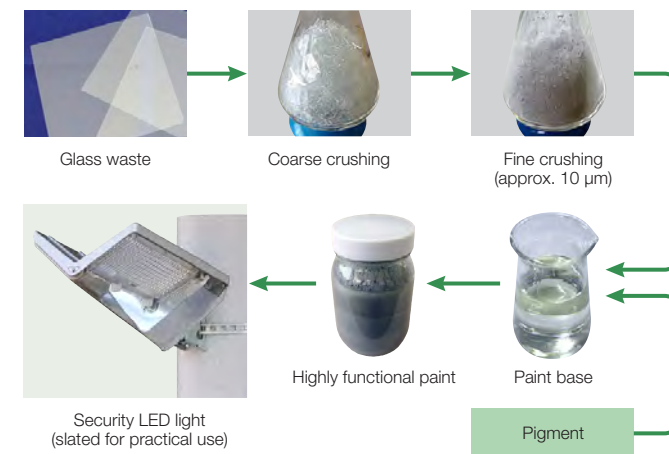 Glass waste
Coarse crushing
Fine crushing
(approx. 10 µm)
Highly functional paint
Paint base
Security LED light
(slated for practical use)
Pigment